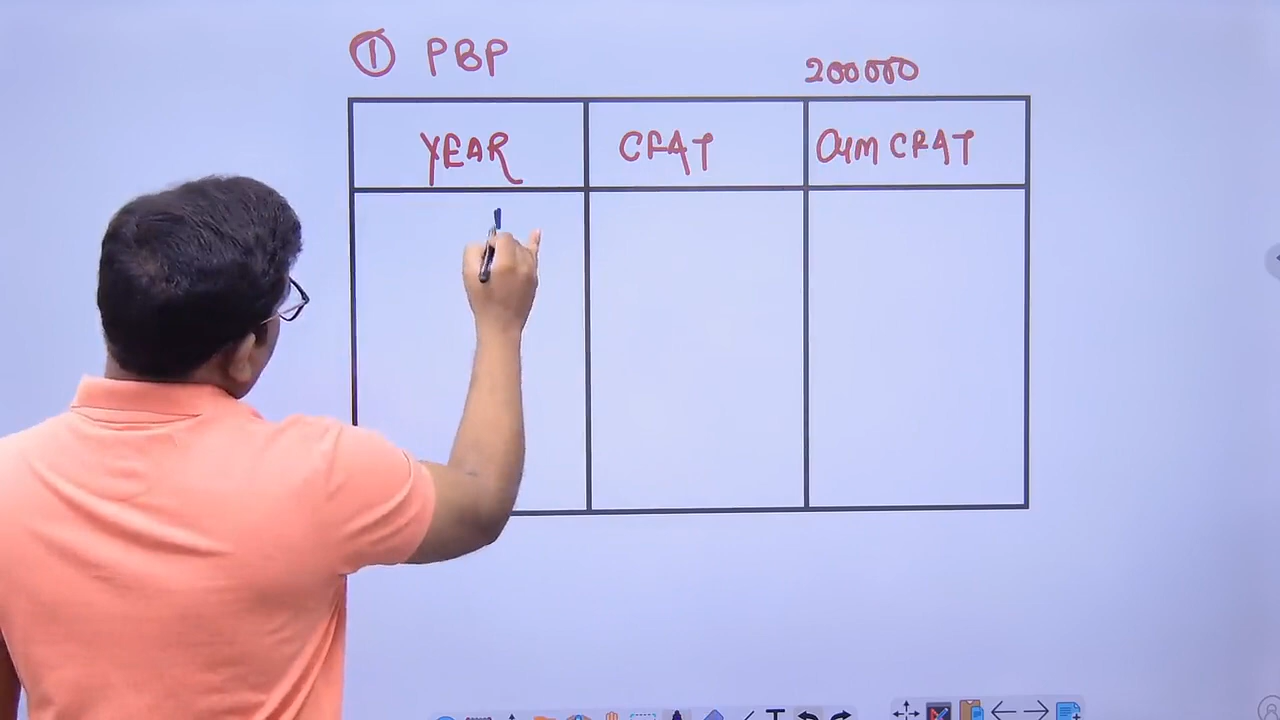 ① PBP
200000
YEAR CFAT Cum CFAT